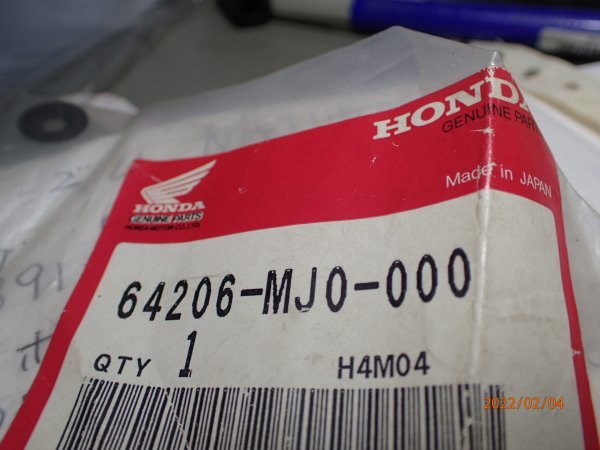 HONDA
GENUINE PARTS
Made in JAPAN
HONDA
GENUINE PARTS
HONDA MOTOR CO.,LTD.
64206-MJ0-000
QTY 1 H4M04
2022/02/04